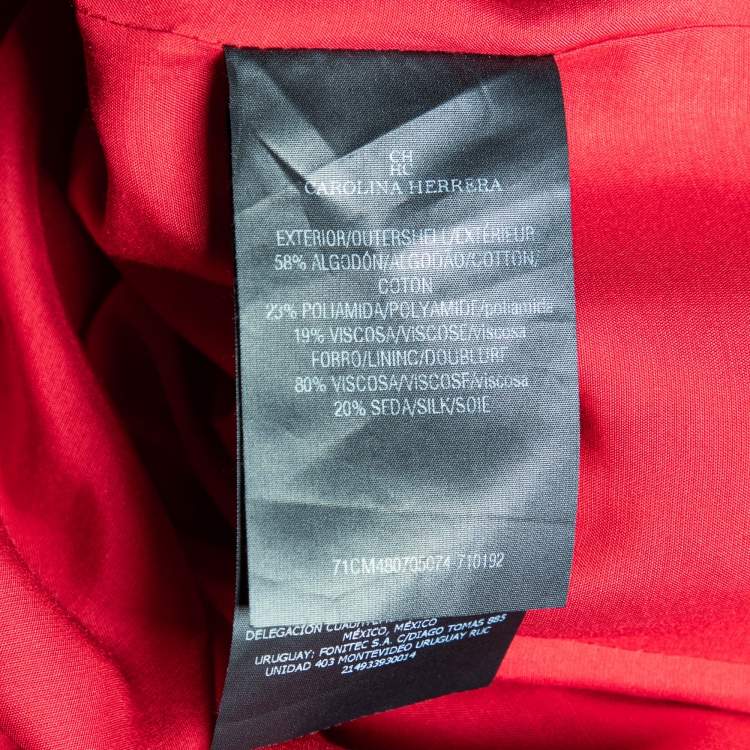 CH
HC
CAROLINA HERRERA
EXTERIOR/OUTERSHELL/EXTÉRIEUR
58% ALGODÓN/ALGODÃO/COTTON/
COTON
23% POLIAMIDA/POLYAMIDE/poliamida
19% VISCOSA/VISCOSE/viscosa
FORRO/LINING/DOUBLURE
80% VISCOSA/VISCOSE/viscosa
20% SEDA/SILK/SOIE
71CM480705074 710192
DELEGACIÓN
MÉXICO, MÉXICO
URUGUAY: FONITEC S.A. C/DIAGO TOMAS 885
UNIDAD 403 MONTEVIDEO URUGUAY RUC
214933930014